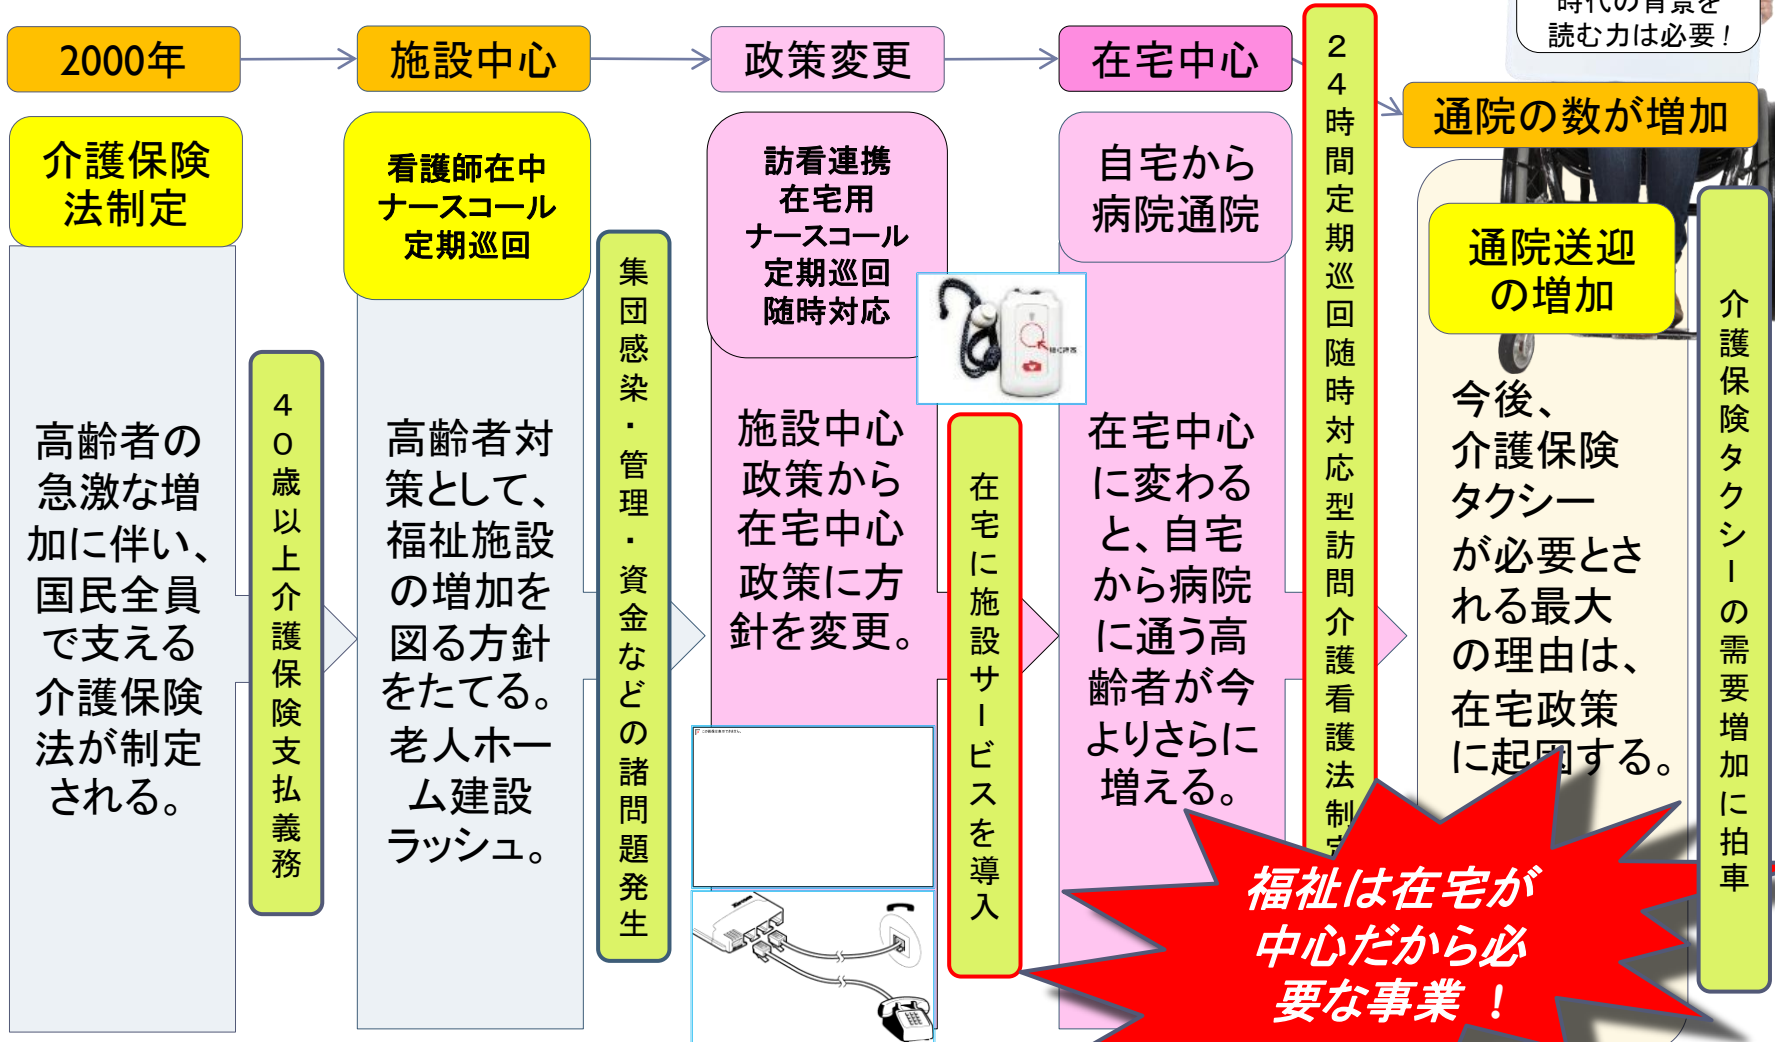 時代の背景を
読む力は必要！
2000年
施設中心
政策変更
在宅中心
通院の数が増加
介護保険
法制定
高齢者の
急激な増
加に伴い、
国民全員
で支える
介護保険
法が制定
される。
４０歳以上介護保険支払義務
看護師在中
ナースコール
定期巡回
高齢者対
策として、
福祉施設
の増加を
図る方針
をたてる。
老人ホー
ム建設
ラッシュ。
集団感染・管理・資金などの諸問題発生
訪看連携
在宅用
ナースコール
定期巡回
随時対応
施設中心
政策から
在宅中心
政策に方
針を変更。
在宅に施設サービスを導入
自宅から
病院通院
在宅中心
に変わる
と、自宅
から病院
に通う高
齢者が今
よりさらに
増える。
２４時間定期巡回随時対応型訪問介護看護法制定
通院送迎
の増加
今後、
介護保険
タクシー
が必要とさ
れる最大
の理由は、
在宅政策
に起因する。
介護保険タクシーの需要増加に拍車
福祉は在宅が
中心だから必
要な事業　！